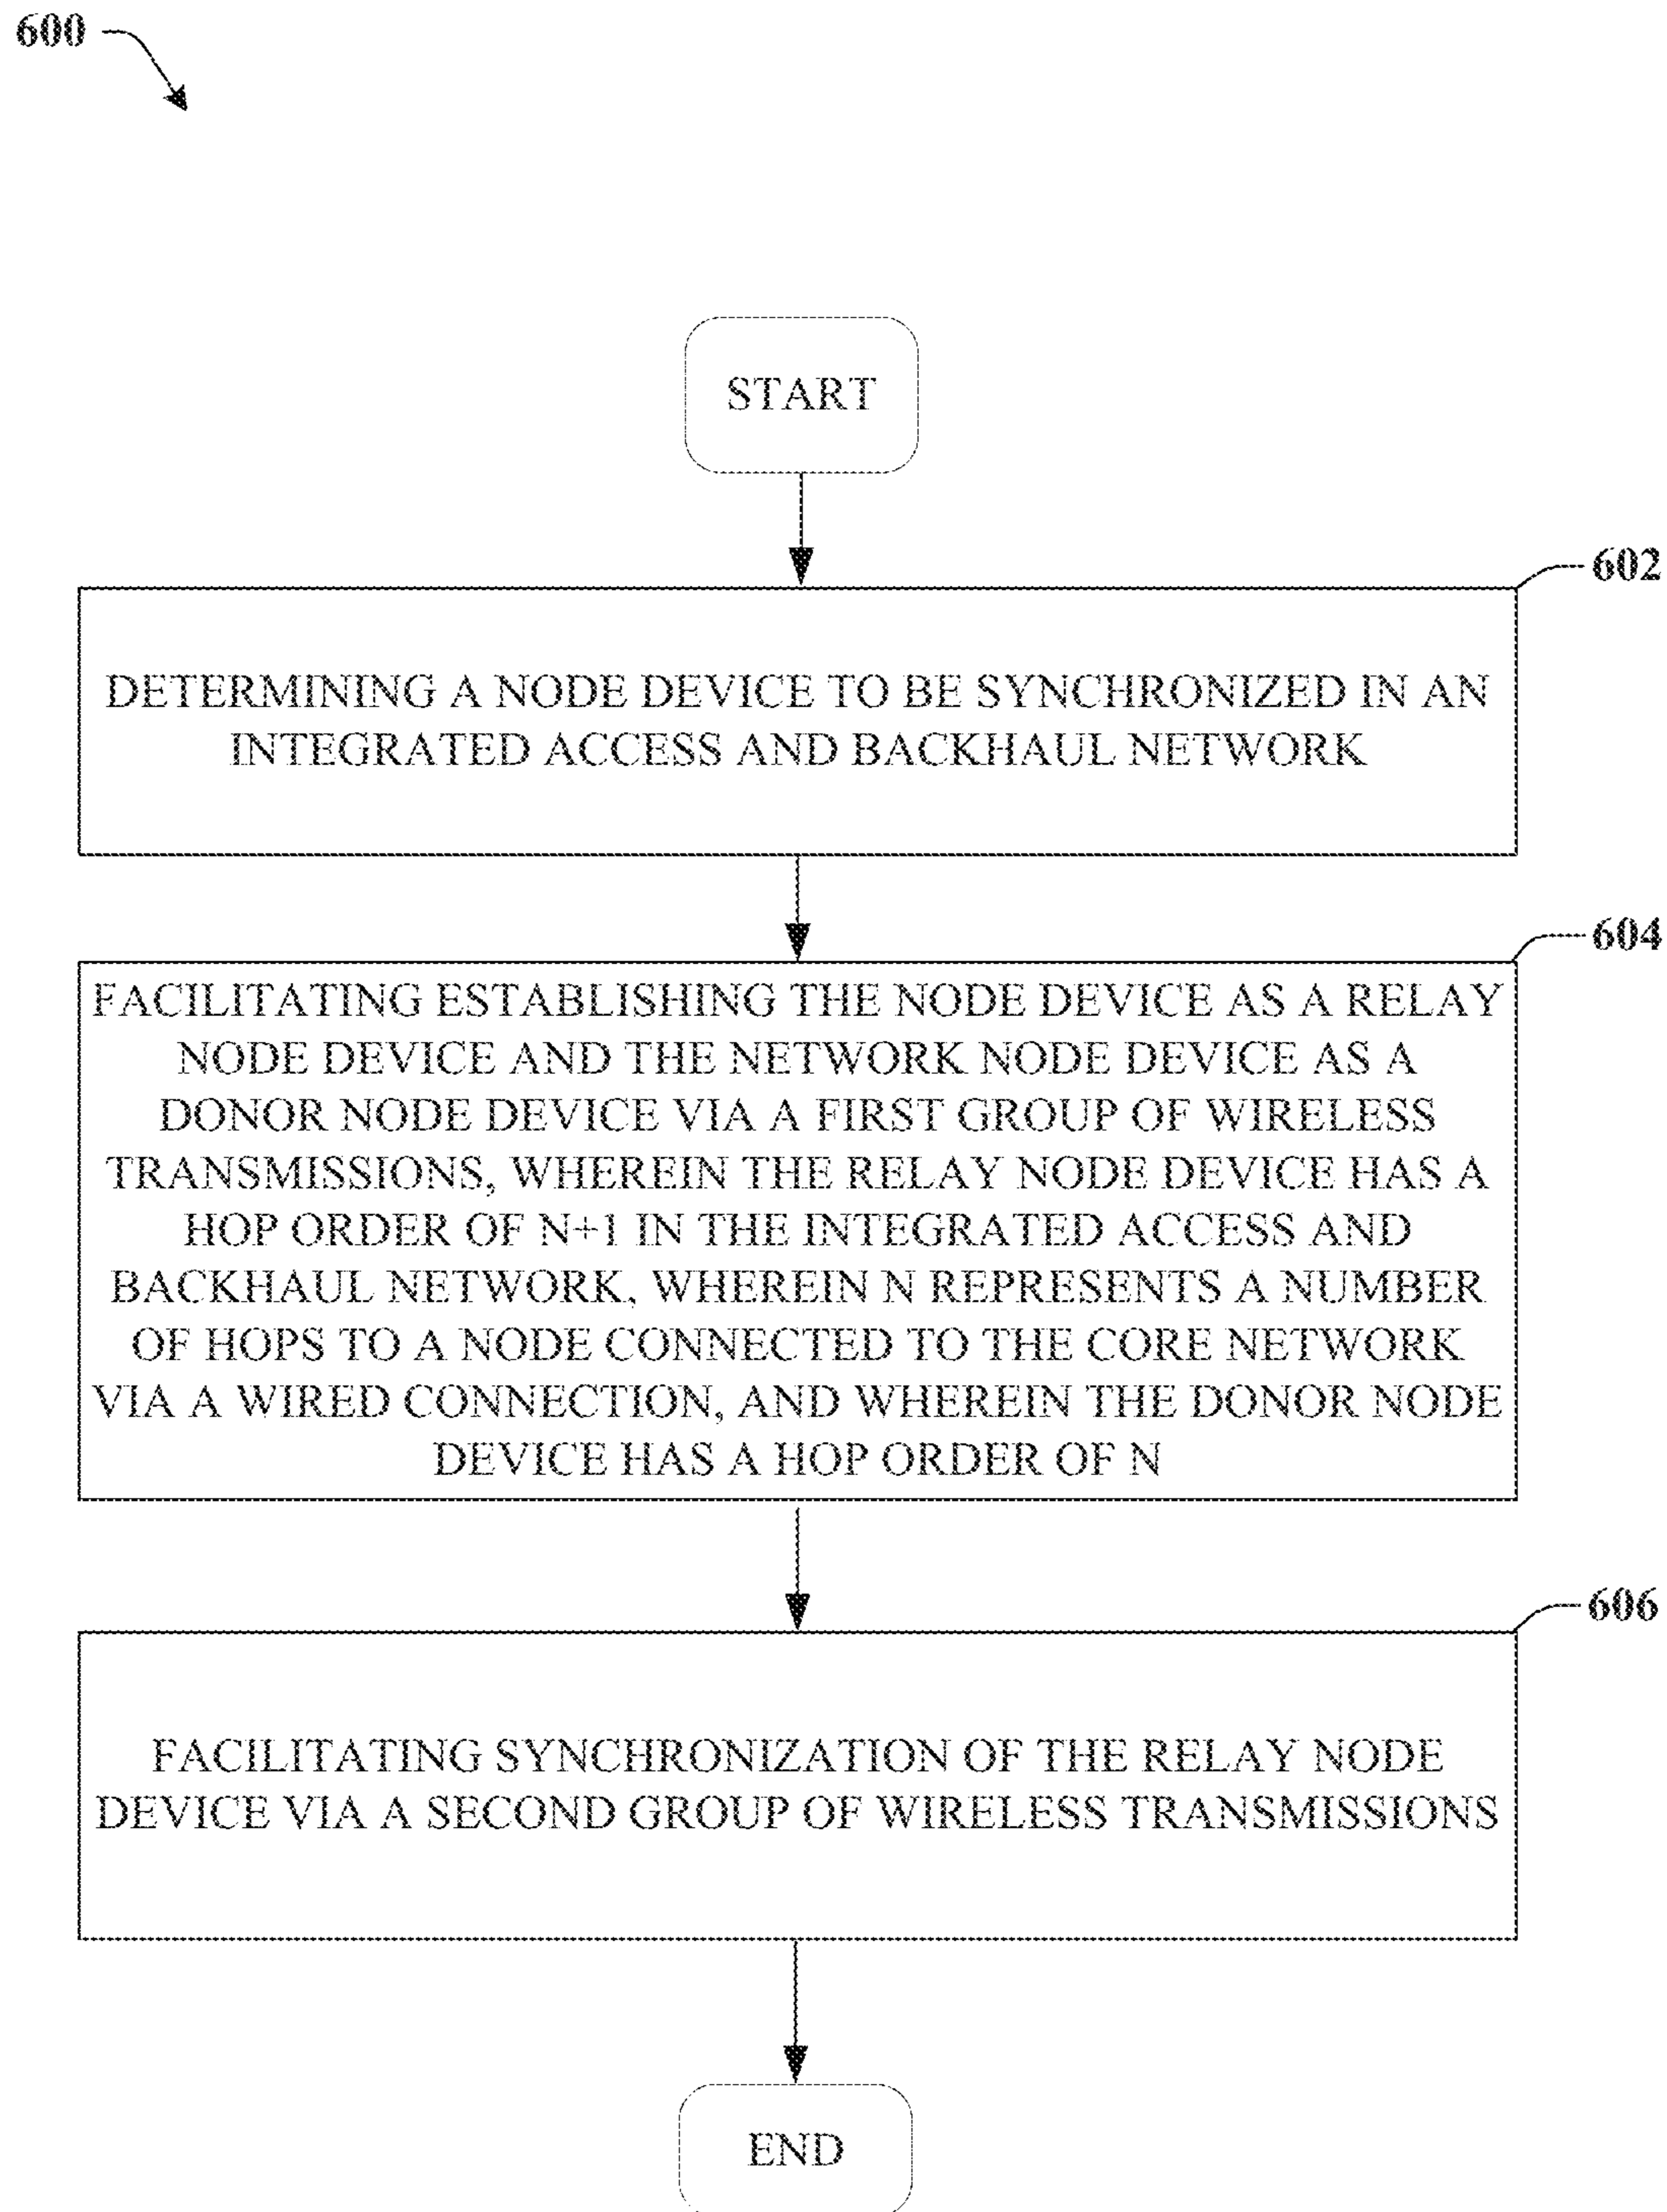 600
START
602
DETERMINING A NODE DEVICE TO BE SYNCHRONIZED IN AN
INTEGRATED ACCESS AND BACKHAUL NETWORK
604
FACILITATING ESTABLISHING THE NODE DEVICE AS A RELAY
NODE DEVICE AND THE NETWORK NODE DEVICE AS A
DONOR NODE DEVICE VIA A FIRST GROUP OF WIRELESS
TRANSMISSIONS, WHEREIN THE RELAY NODE DEVICE HAS A
HOP ORDER OF N+1 IN THE INTEGRATED ACCESS AND
BACKHAUL NETWORK, WHEREIN N REPRESENTS A NUMBER
OF HOPS TO A NODE CONNECTED TO THE CORE NETWORK
VIA A WIRED CONNECTION, AND WHEREIN THE DONOR NODE
DEVICE HAS A HOP ORDER OF N
606
FACILITATING SYNCHRONIZATION OF THE RELAY NODE
DEVICE VIA A SECOND GROUP OF WIRELESS TRANSMISSIONS
END